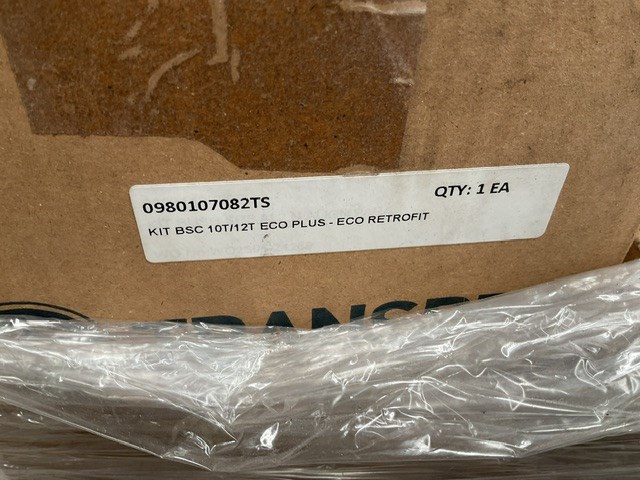 0980107082TS QTY: 1 EA
KIT BSC 10T/12T ECO PLUS - ECO RETROFIT